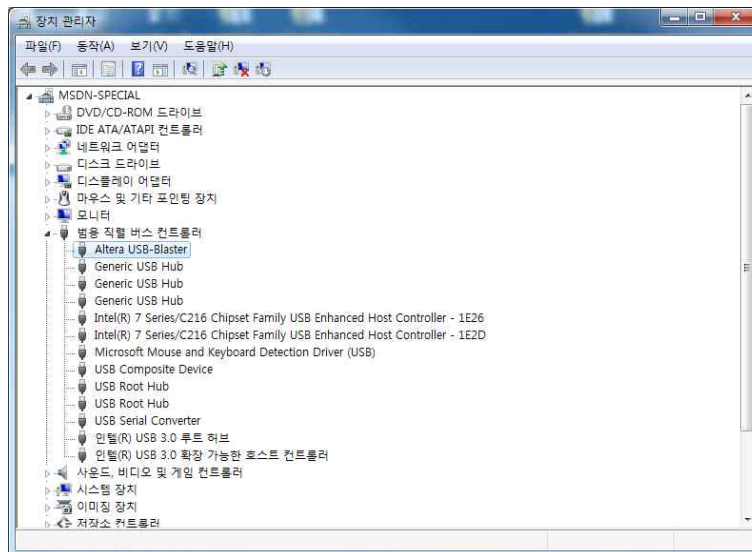 장치 관리자
파일(F) 동작(A) 보기(V) 도움말(H)
MSDN-SPECIAL
DVD/CD-ROM 드라이브
IDE ATA/ATAPI 컨트롤러
네트워크 어댑터
디스크 드라이브
디스플레이 어댑터
마우스 및 기타 포인팅 장치
모니터
범용 직렬 버스 컨트롤러
Altera USB-Blaster
Generic USB Hub
Generic USB Hub
Generic USB Hub
Intel(R) 7 Series/C216 Chipset Family USB Enhanced Host Controller - 1E26
Intel(R) 7 Series/C216 Chipset Family USB Enhanced Host Controller - 1E2D
Microsoft Mouse and Keyboard Detection Driver (USB)
USB Composite Device
USB Root Hub
USB Root Hub
USB Serial Converter
인텔(R) USB 3.0 루트 허브
인텔(R) USB 3.0 확장 가능한 호스트 컨트롤러
사운드, 비디오 및 게임 컨트롤러
시스템 장치
이미징 장치
저장소 컨트롤러